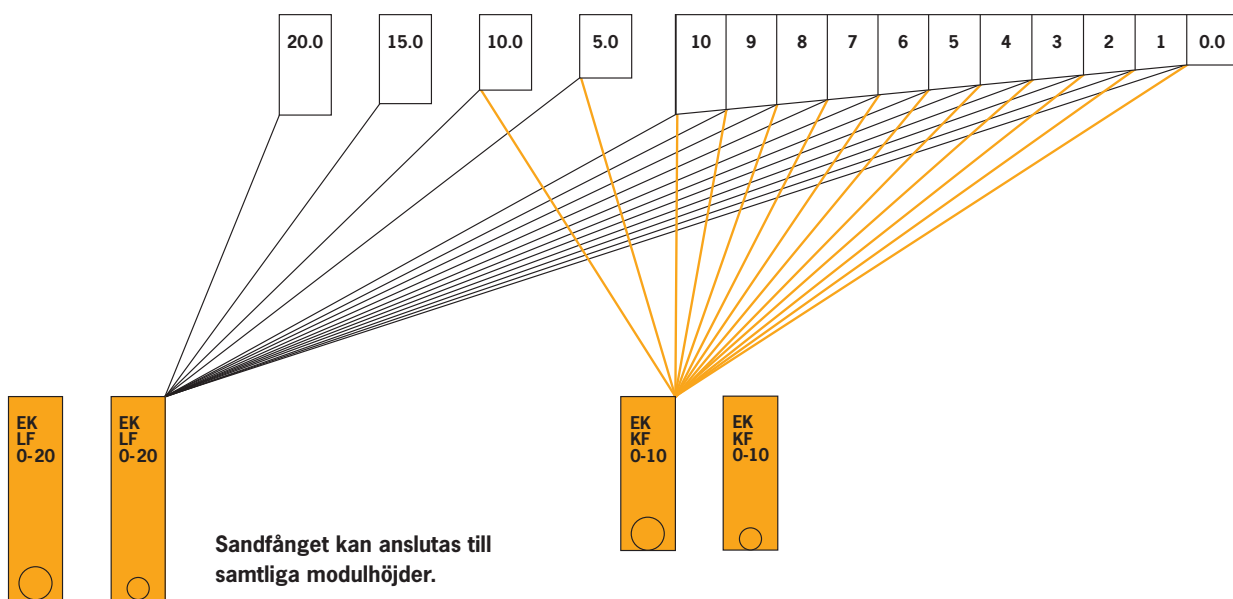 20.0
15.0
10.0
5.0
10
9
8
7
6
5
4
3
2
1
0.0
EK
LF
0-20
EK
LF
0-20
EK
KF
0-10
EK
KF
0-10
Sandfånget kan anslutas till
samtliga modulhöjder.